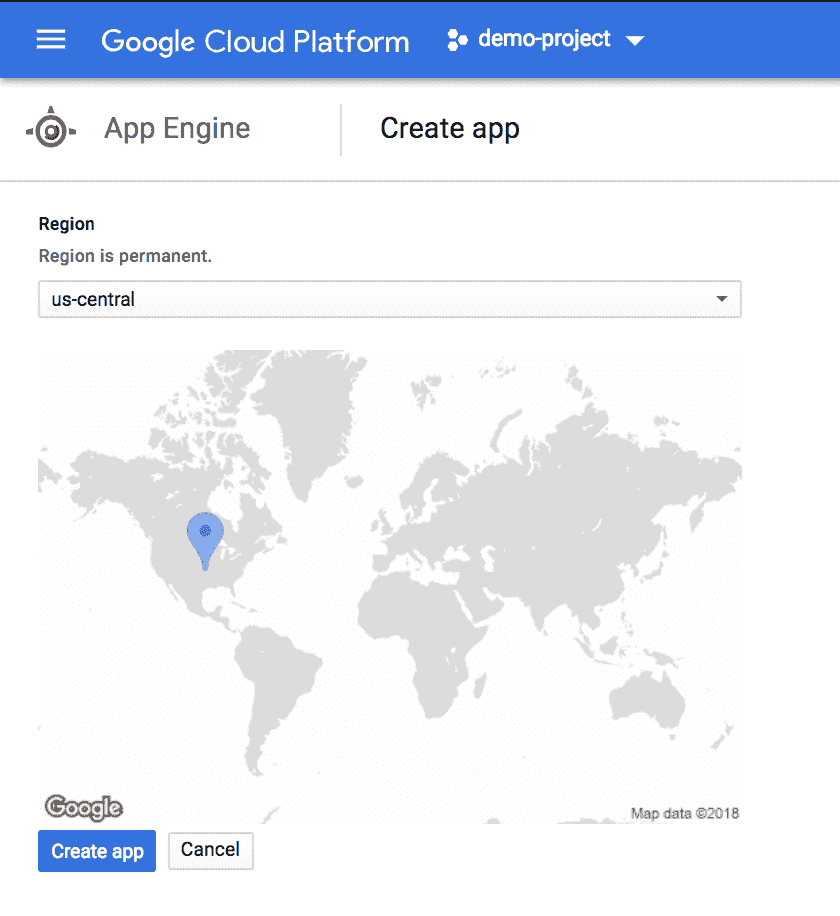 Google Cloud Platform demo-project
App Engine Create app
Region
Region is permanent.
us-central
Google Map data ©2018
Create app Cancel